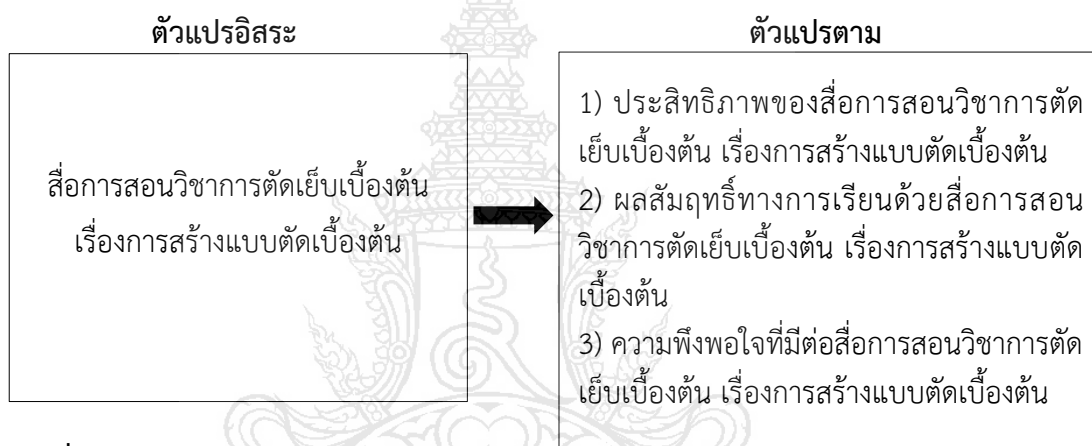 ตัวแปรอิสระ
ตัวแปรตาม
สื่อการสอนวิชาการตัดเย็บเบื้องต้น
เรื่องการสร้างแบบตัดเบื้องต้น
1) ประสิทธิภาพของสื่อการสอนวิชาการตัด
เย็บเบื้องต้น เรื่องการสร้างแบบตัดเบื้องต้น
2) ผลสัมฤทธิ์ทางการเรียนด้วยสื่อการสอน
วิชาการตัดเย็บเบื้องต้น เรื่องการสร้างแบบตัด
เบื้องต้น
3) ความพึงพอใจที่มีต่อสื่อการสอนวิชาการตัด
เย็บเบื้องต้น เรื่องการสร้างแบบตัดเบื้องต้น